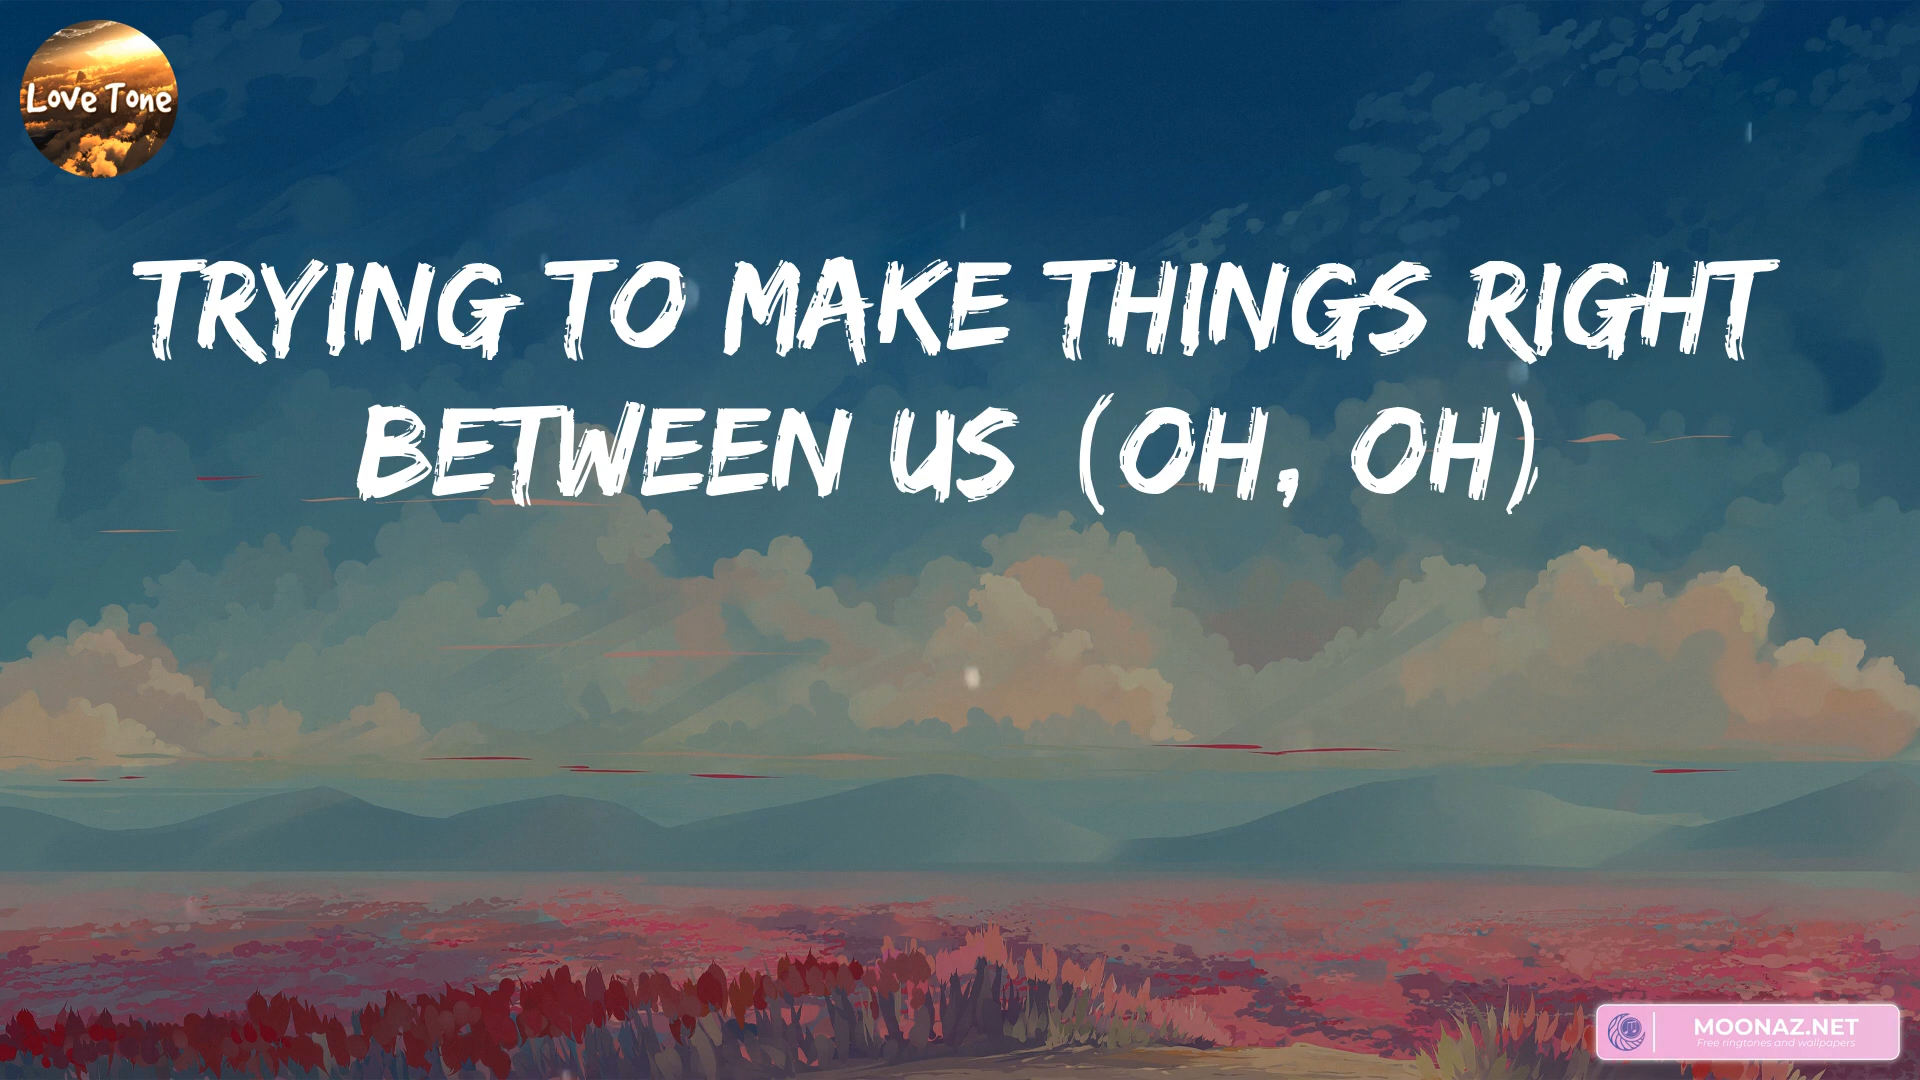 Love Tone
TRYING TO MAKE THINGS RIGHT
BETWEEN US (OH, OH)
MOONAZ.NET
Free ringtones and wallpapers